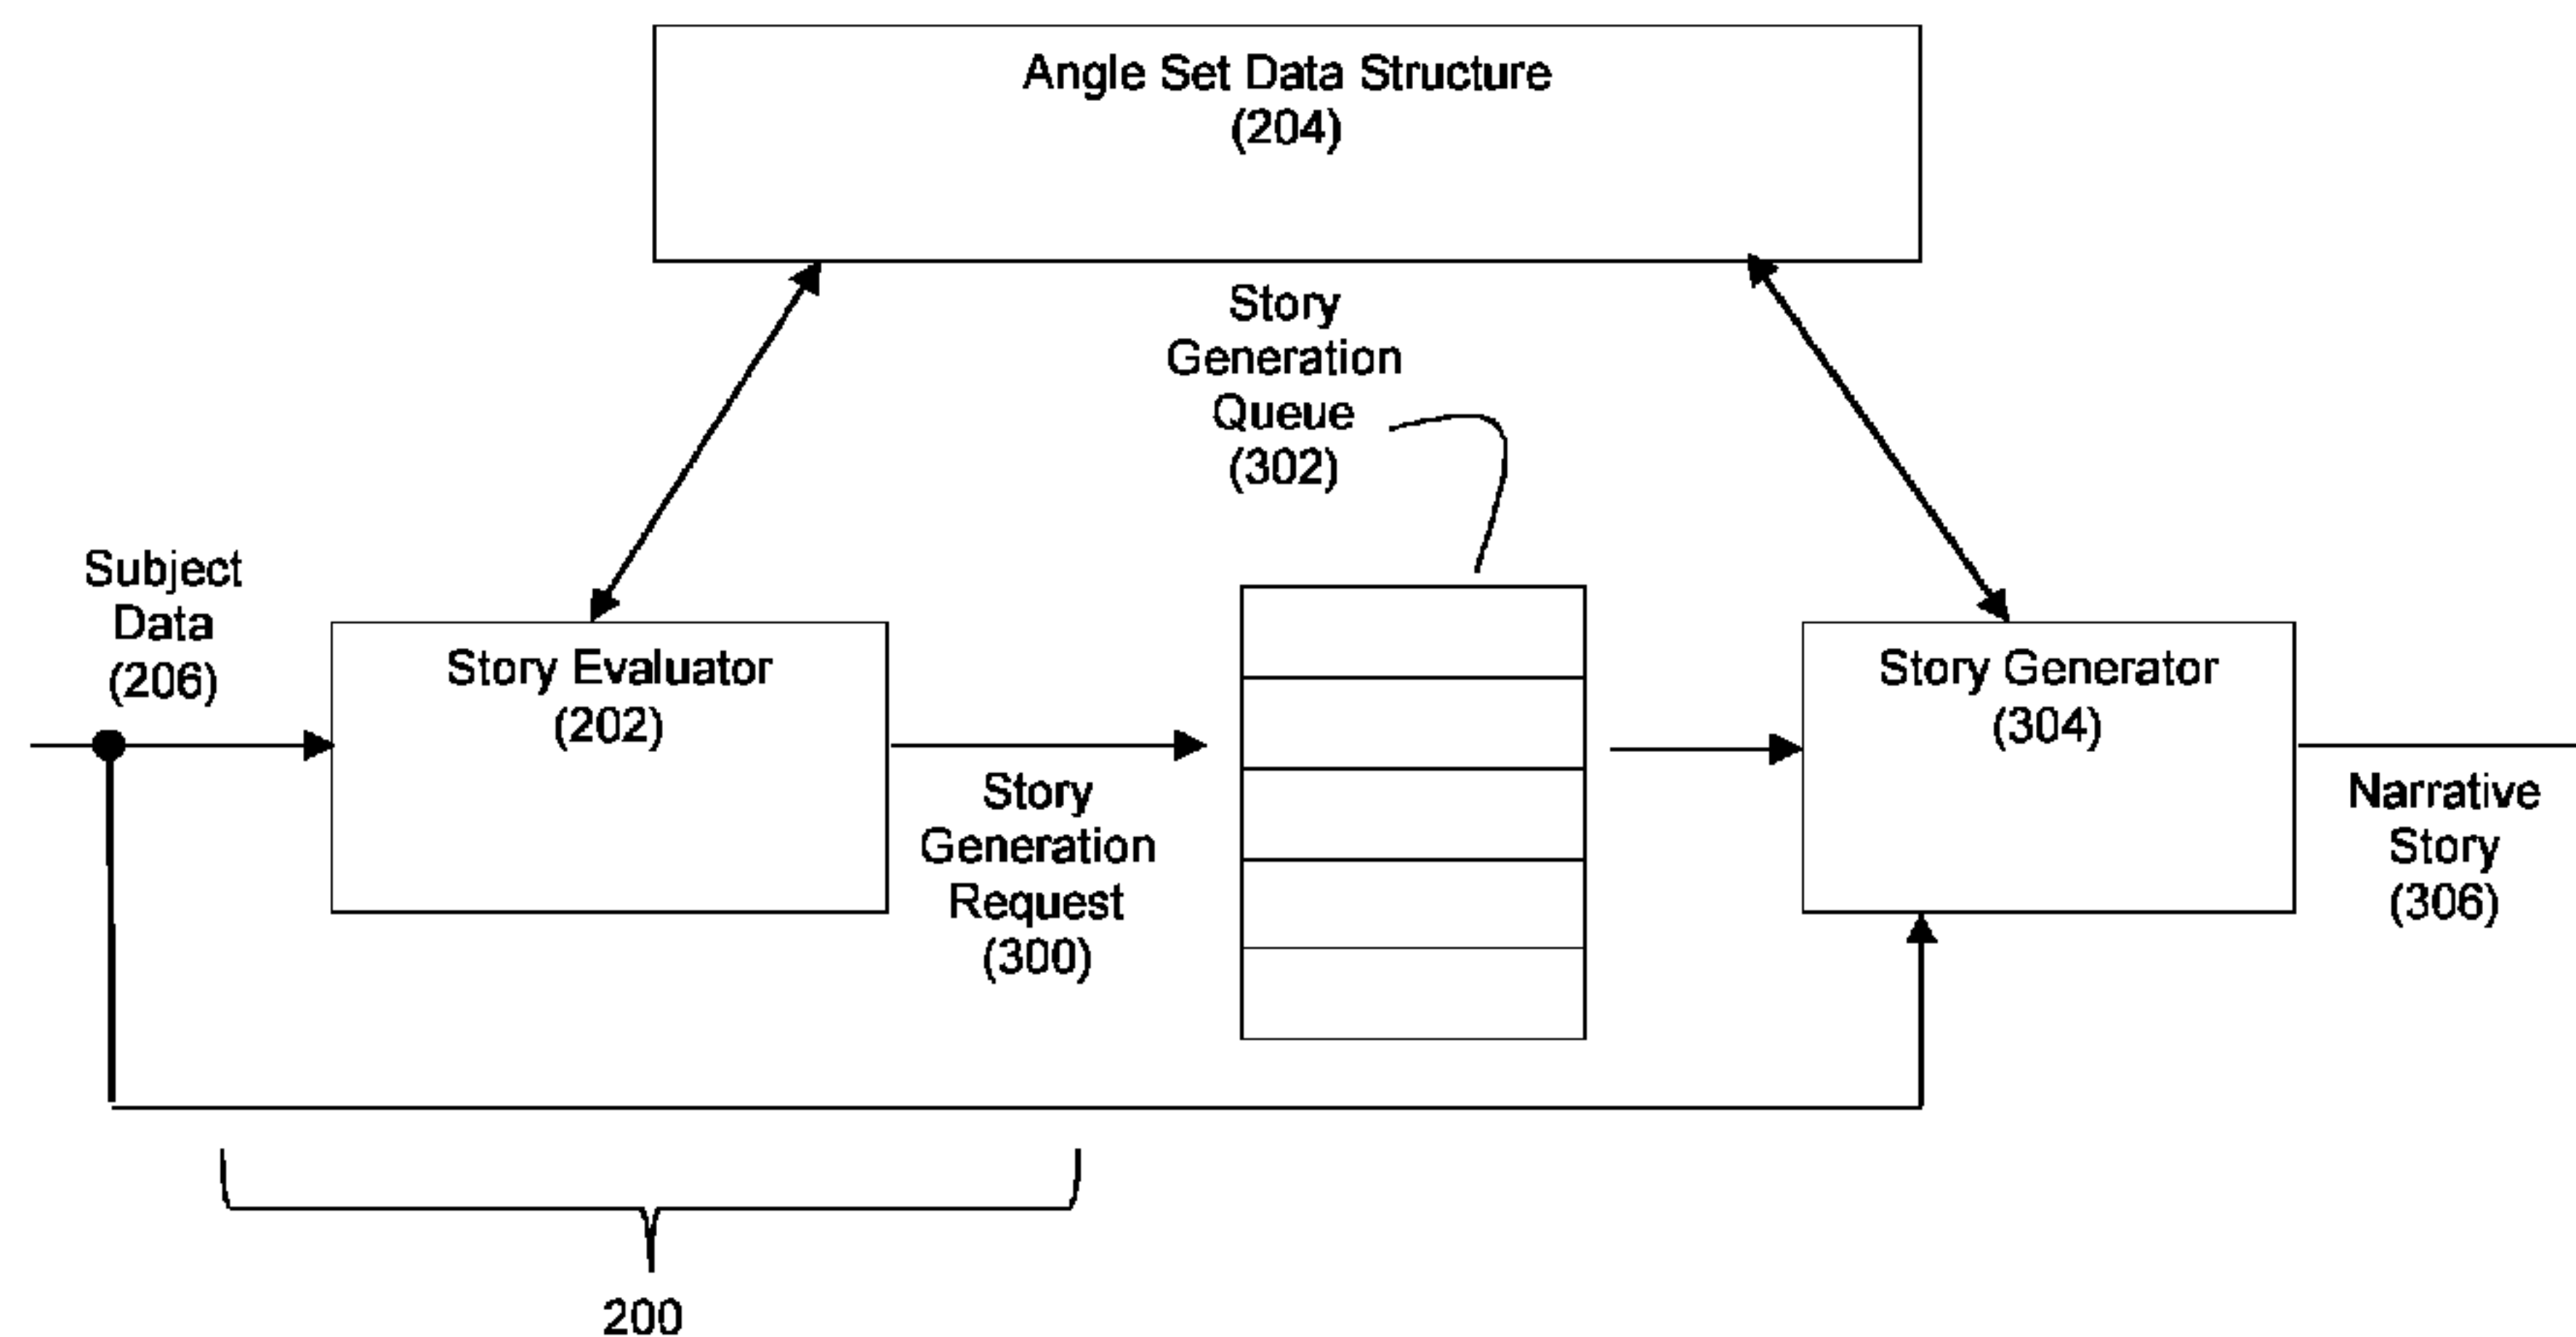 Angle Set Data Structure
(204)
Story
Generation
Queue
(302)
Subject
Data
(206)
Story Evaluator
(202)
Story
Generation
Request
(300)
Story Generator
(304)
Narrative
Story
(306)
200